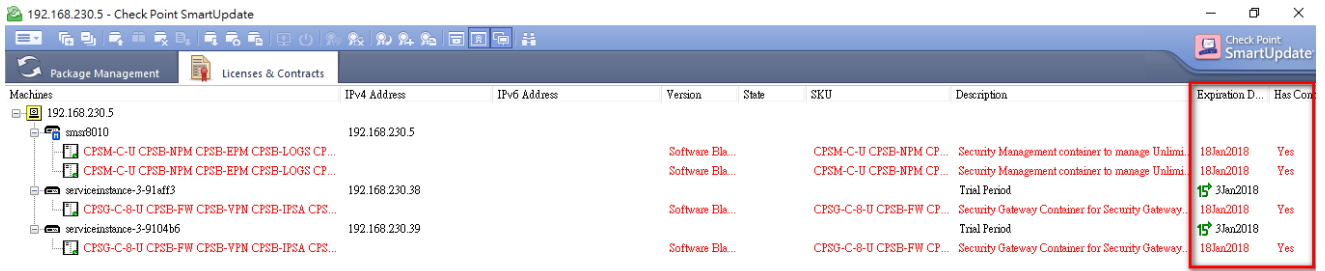 192.168.230.5 - Check Point SmartUpdate
Check Point
SmartUpdate
Package Management Licenses & Contracts
Machines IPv4 Address IPv6 Address Version State SKU Description Expiration D... Has Con
192.168.230.5
smsr8010 192.168.230.5
CPSM-C-U CPSB-NPM CPSB-EPM CPSB-LOGS CP... Software Bla... CPSM-C-U CPSB-NPM CP... Security Management container to manage Unlimi... 18Jan2018 Yes
CPSM-C-U CPSB-NPM CPSB-EPM CPSB-LOGS CP... Software Bla... CPSM-C-U CPSB-NPM CP... Security Management container to manage Unlimi... 18Jan2018 Yes
serviceinstance-3-91aff3 192.168.230.38 Trial Period 15 3Jan2018
CPSG-C-8-U CPSB-FW CPSB-VPN CPSB-IPSA CPS... Software Bla... CPSG-C-8-U CPSB-FW CP... Security Gateway Container for Security Gateway... 18Jan2018 Yes
serviceinstance-3-9104b6 192.168.230.39 Trial Period 15 3Jan2018
CPSG-C-8-U CPSB-FW CPSB-VPN CPSB-IPSA CPS... Software Bla... CPSG-C-8-U CPSB-FW CP... Security Gateway Container for Security Gateway... 18Jan2018 Yes